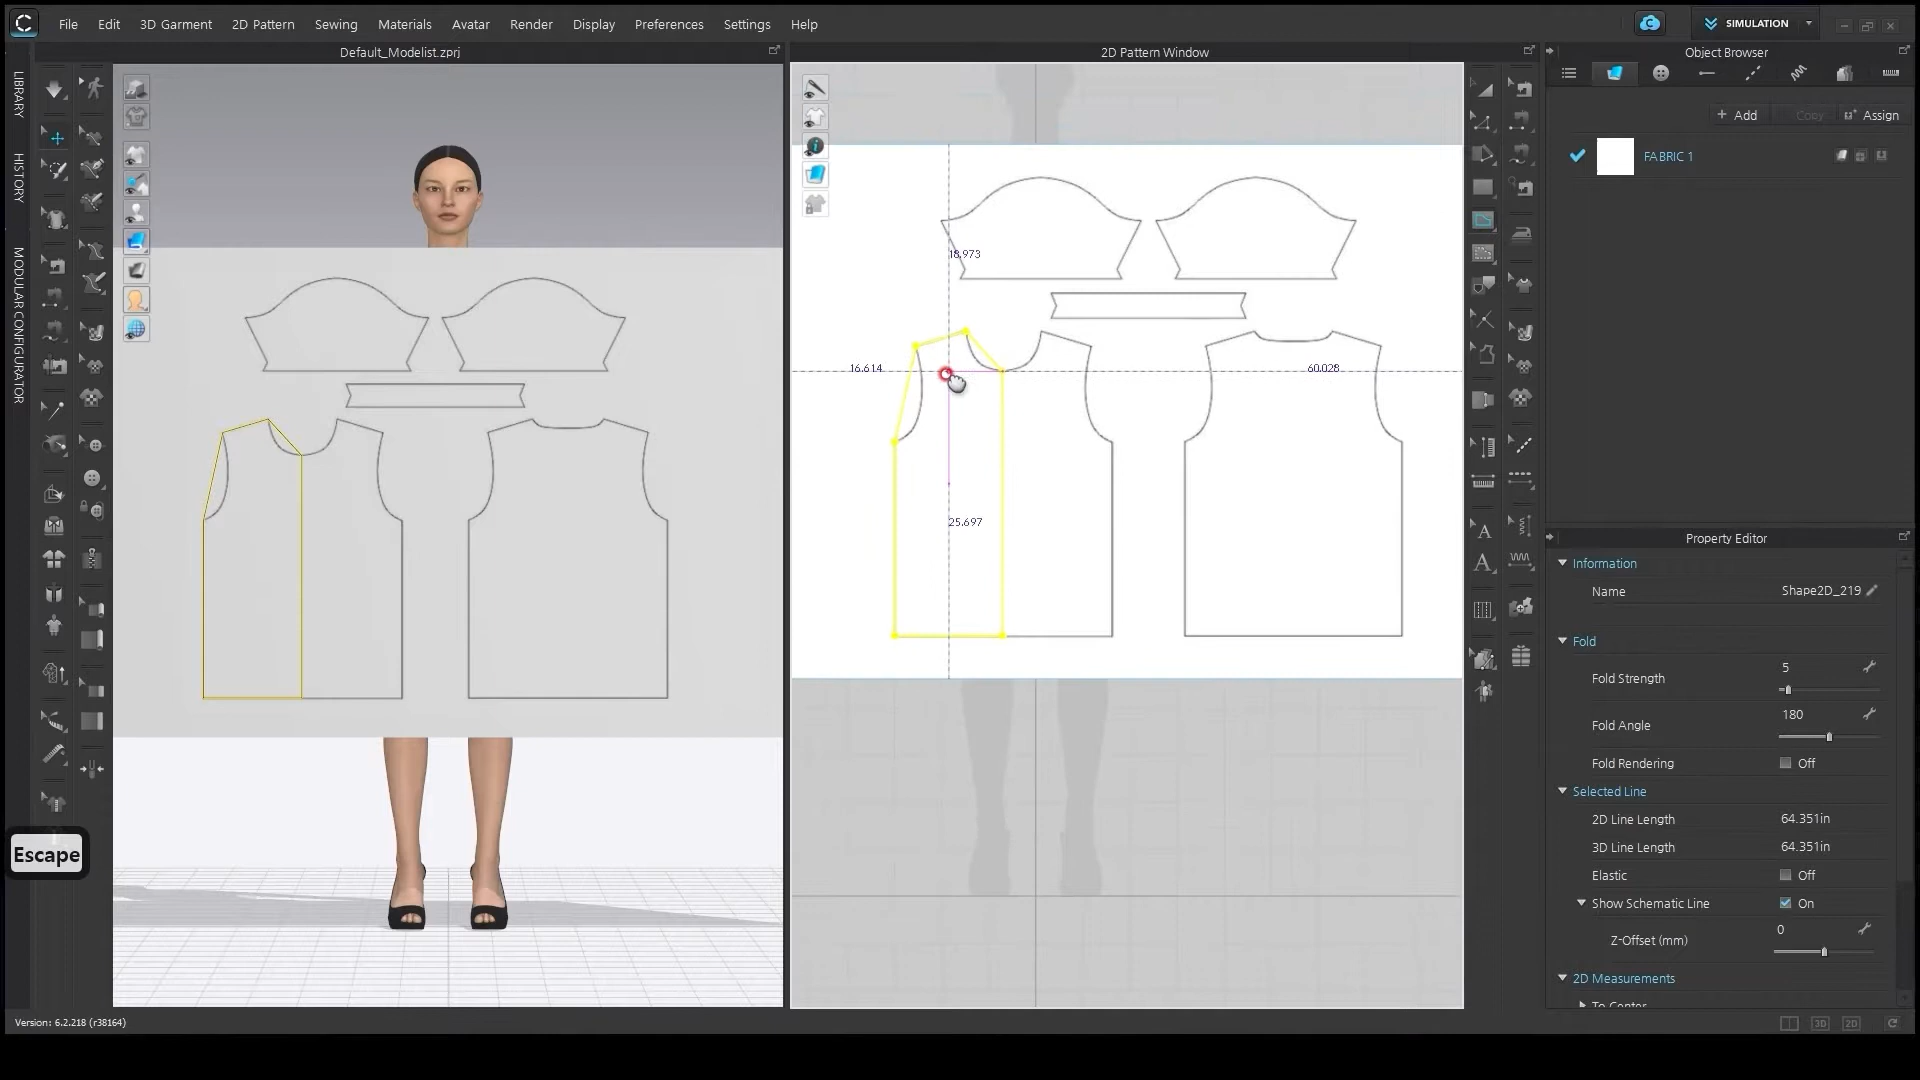 File Edit 3D Garment 2D Pattern Sewing Materials Avatar Render Display Preferences Settings Help
SIMULATION
Default_Modelist.zprj
2D Pattern Window
Object Browser
LIBRARY
HISTORY
MODULAR CONFIGURATOR
+ Add Copy Assign
FABRIC 1
18.973
16.614
60.028
25.697
A
A
Property Editor
Information
Name Shape2D_219
Fold
Fold Strength 5
Fold Angle 180
Fold Rendering Off
Selected Line
2D Line Length 64.351in
3D Line Length 64.351in
Elastic Off
Show Schematic Line On
Z-Offset (mm) 0
2D Measurements
To Center
Escape
Version: 6.2.218 (r38164)
3D 2D